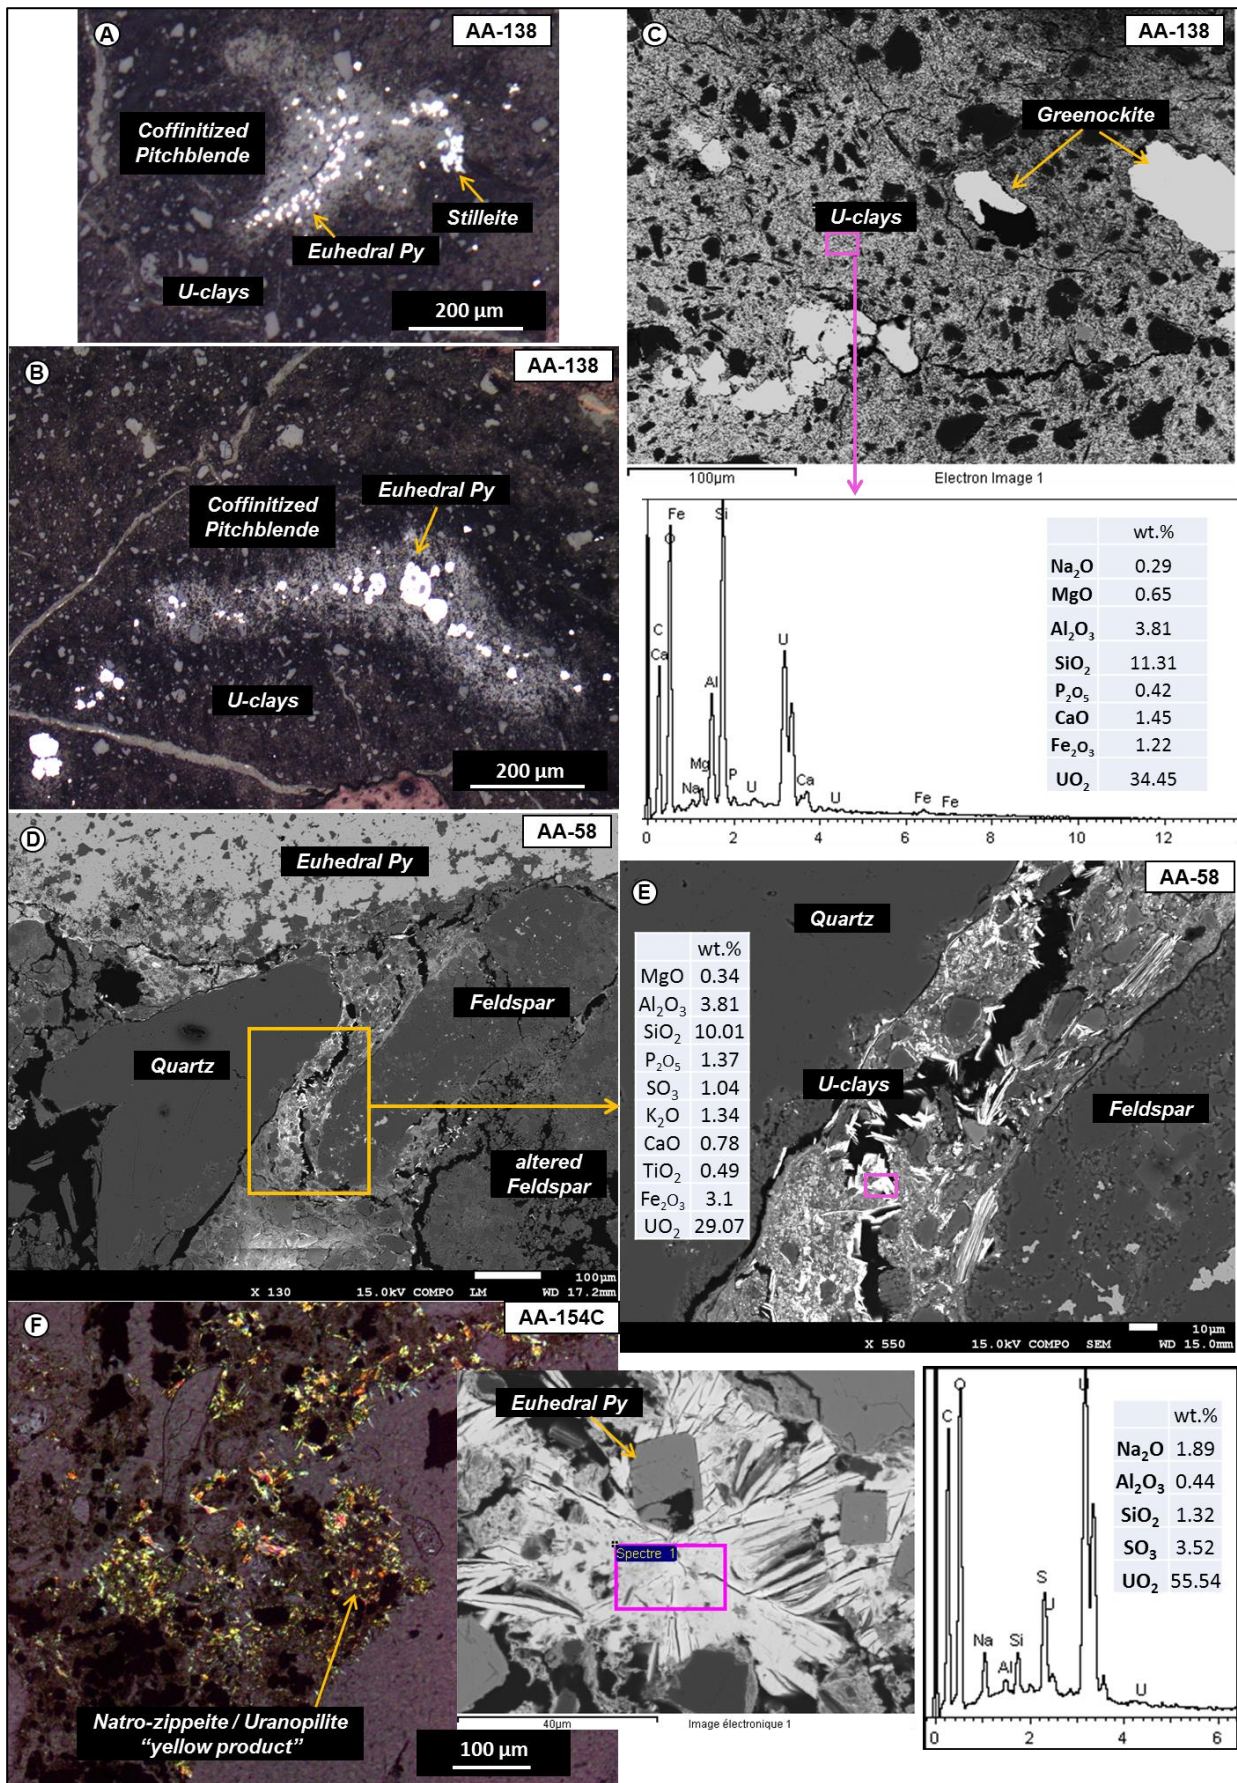 A
AA-138
Coffinitized
Pitchblende
Stilleite
Euhedral Py
U-clays
200 µm
B
AA-138
Euhedral Py
Coffinitized
Pitchblende
U-clays
200 µm
C
AA-138
Greenockite
U-clays
100µm
Electron Image 1
Fe
Si
O
C
Ca
U
Al
Mg
Na
P
U
Ca
U
Fe
Fe
0 2 4 6 8 10 12
wt.%
Na₂O 0.29
MgO 0.65
Al₂O₃ 3.81
SiO₂ 11.31
P₂O₅ 0.42
CaO 1.45
Fe₂O₃ 1.22
UO₂ 34.45
D
AA-58
Euhedral Py
Feldspar
Quartz
altered
Feldspar
100µm
X 130 15.0kV COMPO LM WD 17.2mm
E
AA-58
Quartz
wt.%
MgO 0.34
Al₂O₃ 3.81
SiO₂ 10.01
P₂O₅ 1.37
SO₃ 1.04
K₂O 1.34
CaO 0.78
TiO₂ 0.49
Fe₂O₃ 3.1
UO₂ 29.07
U-clays
Feldspar
10µm
X 550 15.0kV COMPO SEM WD 15.0mm
F
AA-154C
Natro-zippeite / Uranopilite
“yellow product”
100 µm
Euhedral Py
Spectre 1
40µm
Image électronique 1
O
U
C
S
U
Na
Si
Al
U
0 2 4 6
wt.%
Na₂O 1.89
Al₂O₃ 0.44
SiO₂ 1.32
SO₃ 3.52
UO₂ 55.54